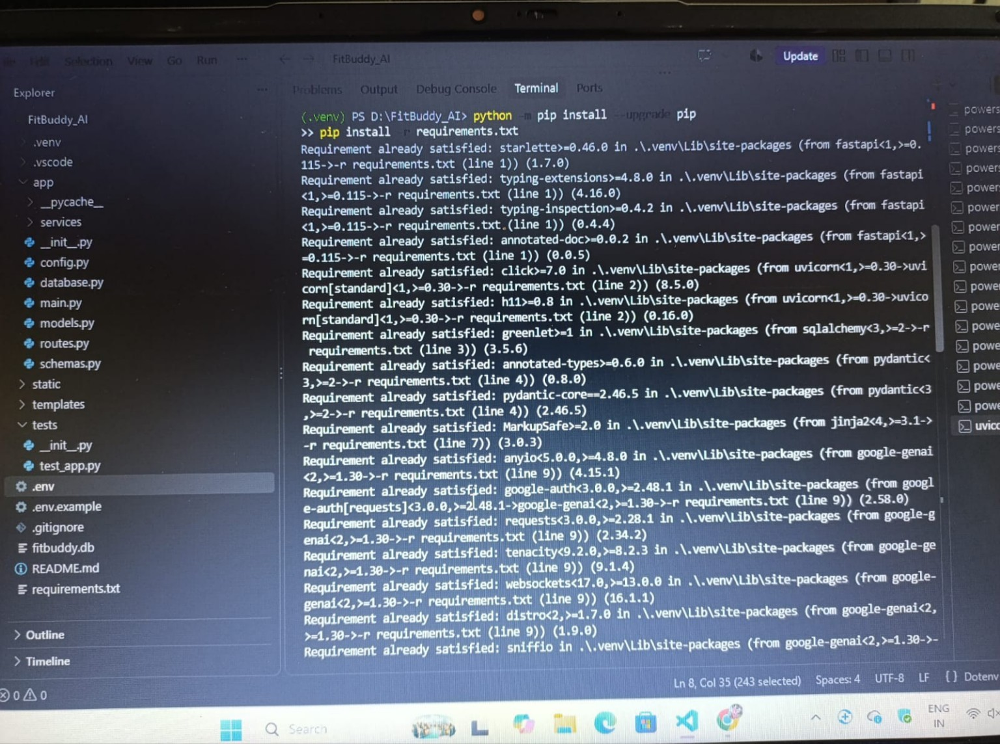 Edit Selection View Go Run ··· ← → FitBuddy_AI Update
Explorer ···
Problems Output Debug Console Terminal Ports
FitBuddy_AI
> .venv
> .vscode
app
> __pycache__
> services
__init__.py
config.py
database.py
main.py
models.py
routes.py
schemas.py
> static
> templates
tests
__init__.py
test_app.py
.env
.env.example
.gitignore
fitbuddy.db
README.md
requirements.txt
> Outline
> Timeline
(.venv) PS D:\FitBuddy_AI> python -m pip install --upgrade pip
>> pip install -r requirements.txt
Requirement already satisfied: starlette>=0.46.0 in .\.venv\Lib\site-packages (from fastapi<1,>=0.
115->-r requirements.txt (line 1)) (1.7.0)
Requirement already satisfied: typing-extensions>=4.8.0 in .\.venv\Lib\site-packages (from fastapi
<1,>=0.115->-r requirements.txt (line 1)) (4.16.0)
Requirement already satisfied: typing-inspection>=0.4.2 in .\.venv\Lib\site-packages (from fastapi
<1,>=0.115->-r requirements.txt (line 1)) (0.4.4)
Requirement already satisfied: annotated-doc>=0.0.2 in .\.venv\Lib\site-packages (from fastapi<1,>
=0.115->-r requirements.txt (line 1)) (0.0.5)
Requirement already satisfied: click>=7.0 in .\.venv\Lib\site-packages (from uvicorn<1,>=0.30->uvi
corn[standard]<1,>=0.30->-r requirements.txt (line 2)) (8.5.0)
Requirement already satisfied: h11>=0.8 in .\.venv\Lib\site-packages (from uvicorn<1,>=0.30->uvico
rn[standard]<1,>=0.30->-r requirements.txt (line 2)) (0.16.0)
Requirement already satisfied: greenlet>=1 in .\.venv\Lib\site-packages (from sqlalchemy<3,>=2->-r
requirements.txt (line 3)) (3.5.6)
Requirement already satisfied: annotated-types>=0.6.0 in .\.venv\Lib\site-packages (from pydantic<
3,>=2->-r requirements.txt (line 4)) (0.8.0)
Requirement already satisfied: pydantic-core==2.46.5 in .\.venv\Lib\site-packages (from pydantic<3
,>=2->-r requirements.txt (line 4)) (2.46.5)
Requirement already satisfied: MarkupSafe>=2.0 in .\.venv\Lib\site-packages (from jinja2<4,>=3.1->
-r requirements.txt (line 7)) (3.0.3)
Requirement already satisfied: anyio<5.0.0,>=4.8.0 in .\.venv\Lib\site-packages (from google-genai
<2,>=1.30->-r requirements.txt (line 9)) (4.15.1)
Requirement already satisfied: google-auth<3.0.0,>=2.48.1 in .\.venv\Lib\site-packages (from googl
e-auth[requests]<3.0.0,>=2.48.1->google-genai<2,>=1.30->-r requirements.txt (line 9)) (2.58.0)
Requirement already satisfied: requests<3.0.0,>=2.28.1 in .\.venv\Lib\site-packages (from google-g
enai<2,>=1.30->-r requirements.txt (line 9)) (2.34.2)
Requirement already satisfied: tenacity<9.2.0,>=8.2.3 in .\.venv\Lib\site-packages (from google-ge
nai<2,>=1.30->-r requirements.txt (line 9)) (9.1.4)
Requirement already satisfied: websockets<17.0,>=13.0.0 in .\.venv\Lib\site-packages (from google-
genai<2,>=1.30->-r requirements.txt (line 9)) (16.1.1)
Requirement already satisfied: distro<2,>=1.7.0 in .\.venv\Lib\site-packages (from google-genai<2,
>=1.30->-r requirements.txt (line 9)) (1.9.0)
Requirement already satisfied: sniffio in .\.venv\Lib\site-packages (from google-genai<2,>=1.30->-
powers
powers
powers
powers
powers
power
power
power
power
power
powe
powe
powe
powe
powe
powe
uvico
0 0
Ln 8, Col 35 (243 selected) Spaces: 4 UTF-8 LF {} Dotenv
Search
ENG
IN